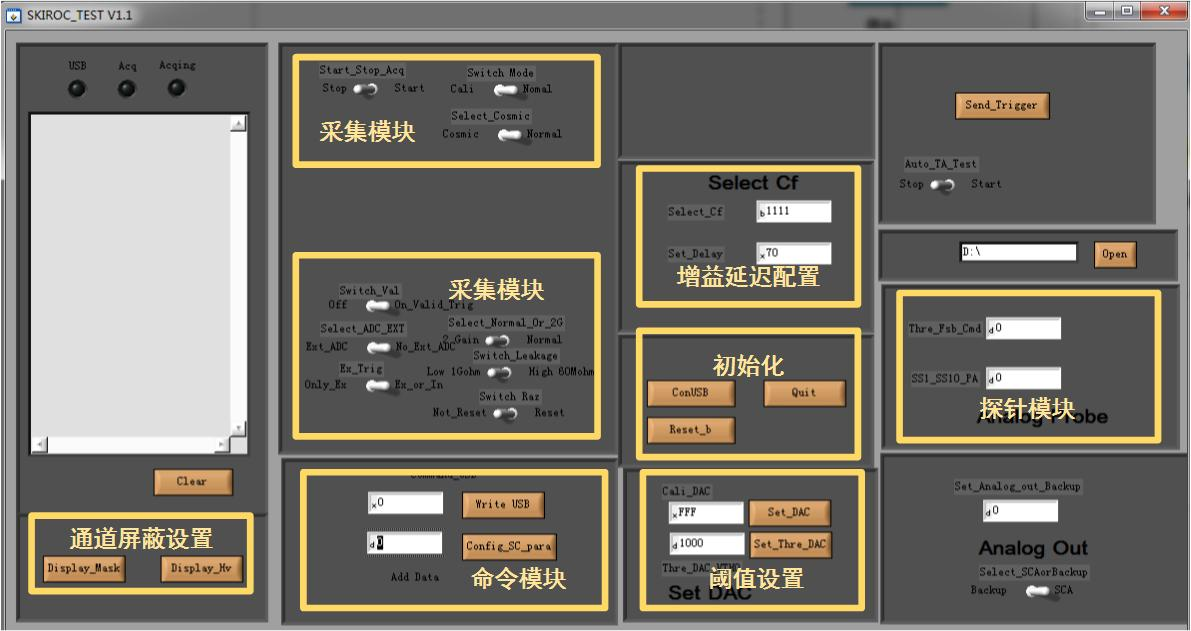 SKIROC_TEST V1.1
USB Acq Acqing
Clear
通道屏蔽设置
Display_Mask Display_Hv
Start_Stop_Acq
Stop Start
Switch Mode
Cali Nomal
Select_Cosmic
Cosmic Normal
采集模块
采集模块
Switch_Val
Off On_Valid_Trig
Select_ADC_EXT
Ext_ADC No_Ext_ADC
Ex_Trig
Only_Ex Ex_or_In
Select_Normal_Or_2G
2_Gain Normal
Switch_Leakage
Low 1Gohm High 60Mohm
Switch Raz
Not_Reset Reset
x0 Write USB
d0 Config_SC_para
Add Data
命令模块
Select Cf
Select_Cf b1111
Set_Delay x70
增益延迟配置
初始化
ConUSB Quit
Reset_b
Cali_DAC
xFFF Set_DAC
d1000 Set_Thre_DAC
阈值设置
Set DAC
Send_Trigger
Auto_TA_Test
Stop Start
D:\ Open
Thre_Fsb_Cmd d0
SS1_SS10_PA d0
探针模块
Analog Probe
Set_Analog_out_Backup
d0
Analog Out
Select_SCAorBackup
Backup SCA